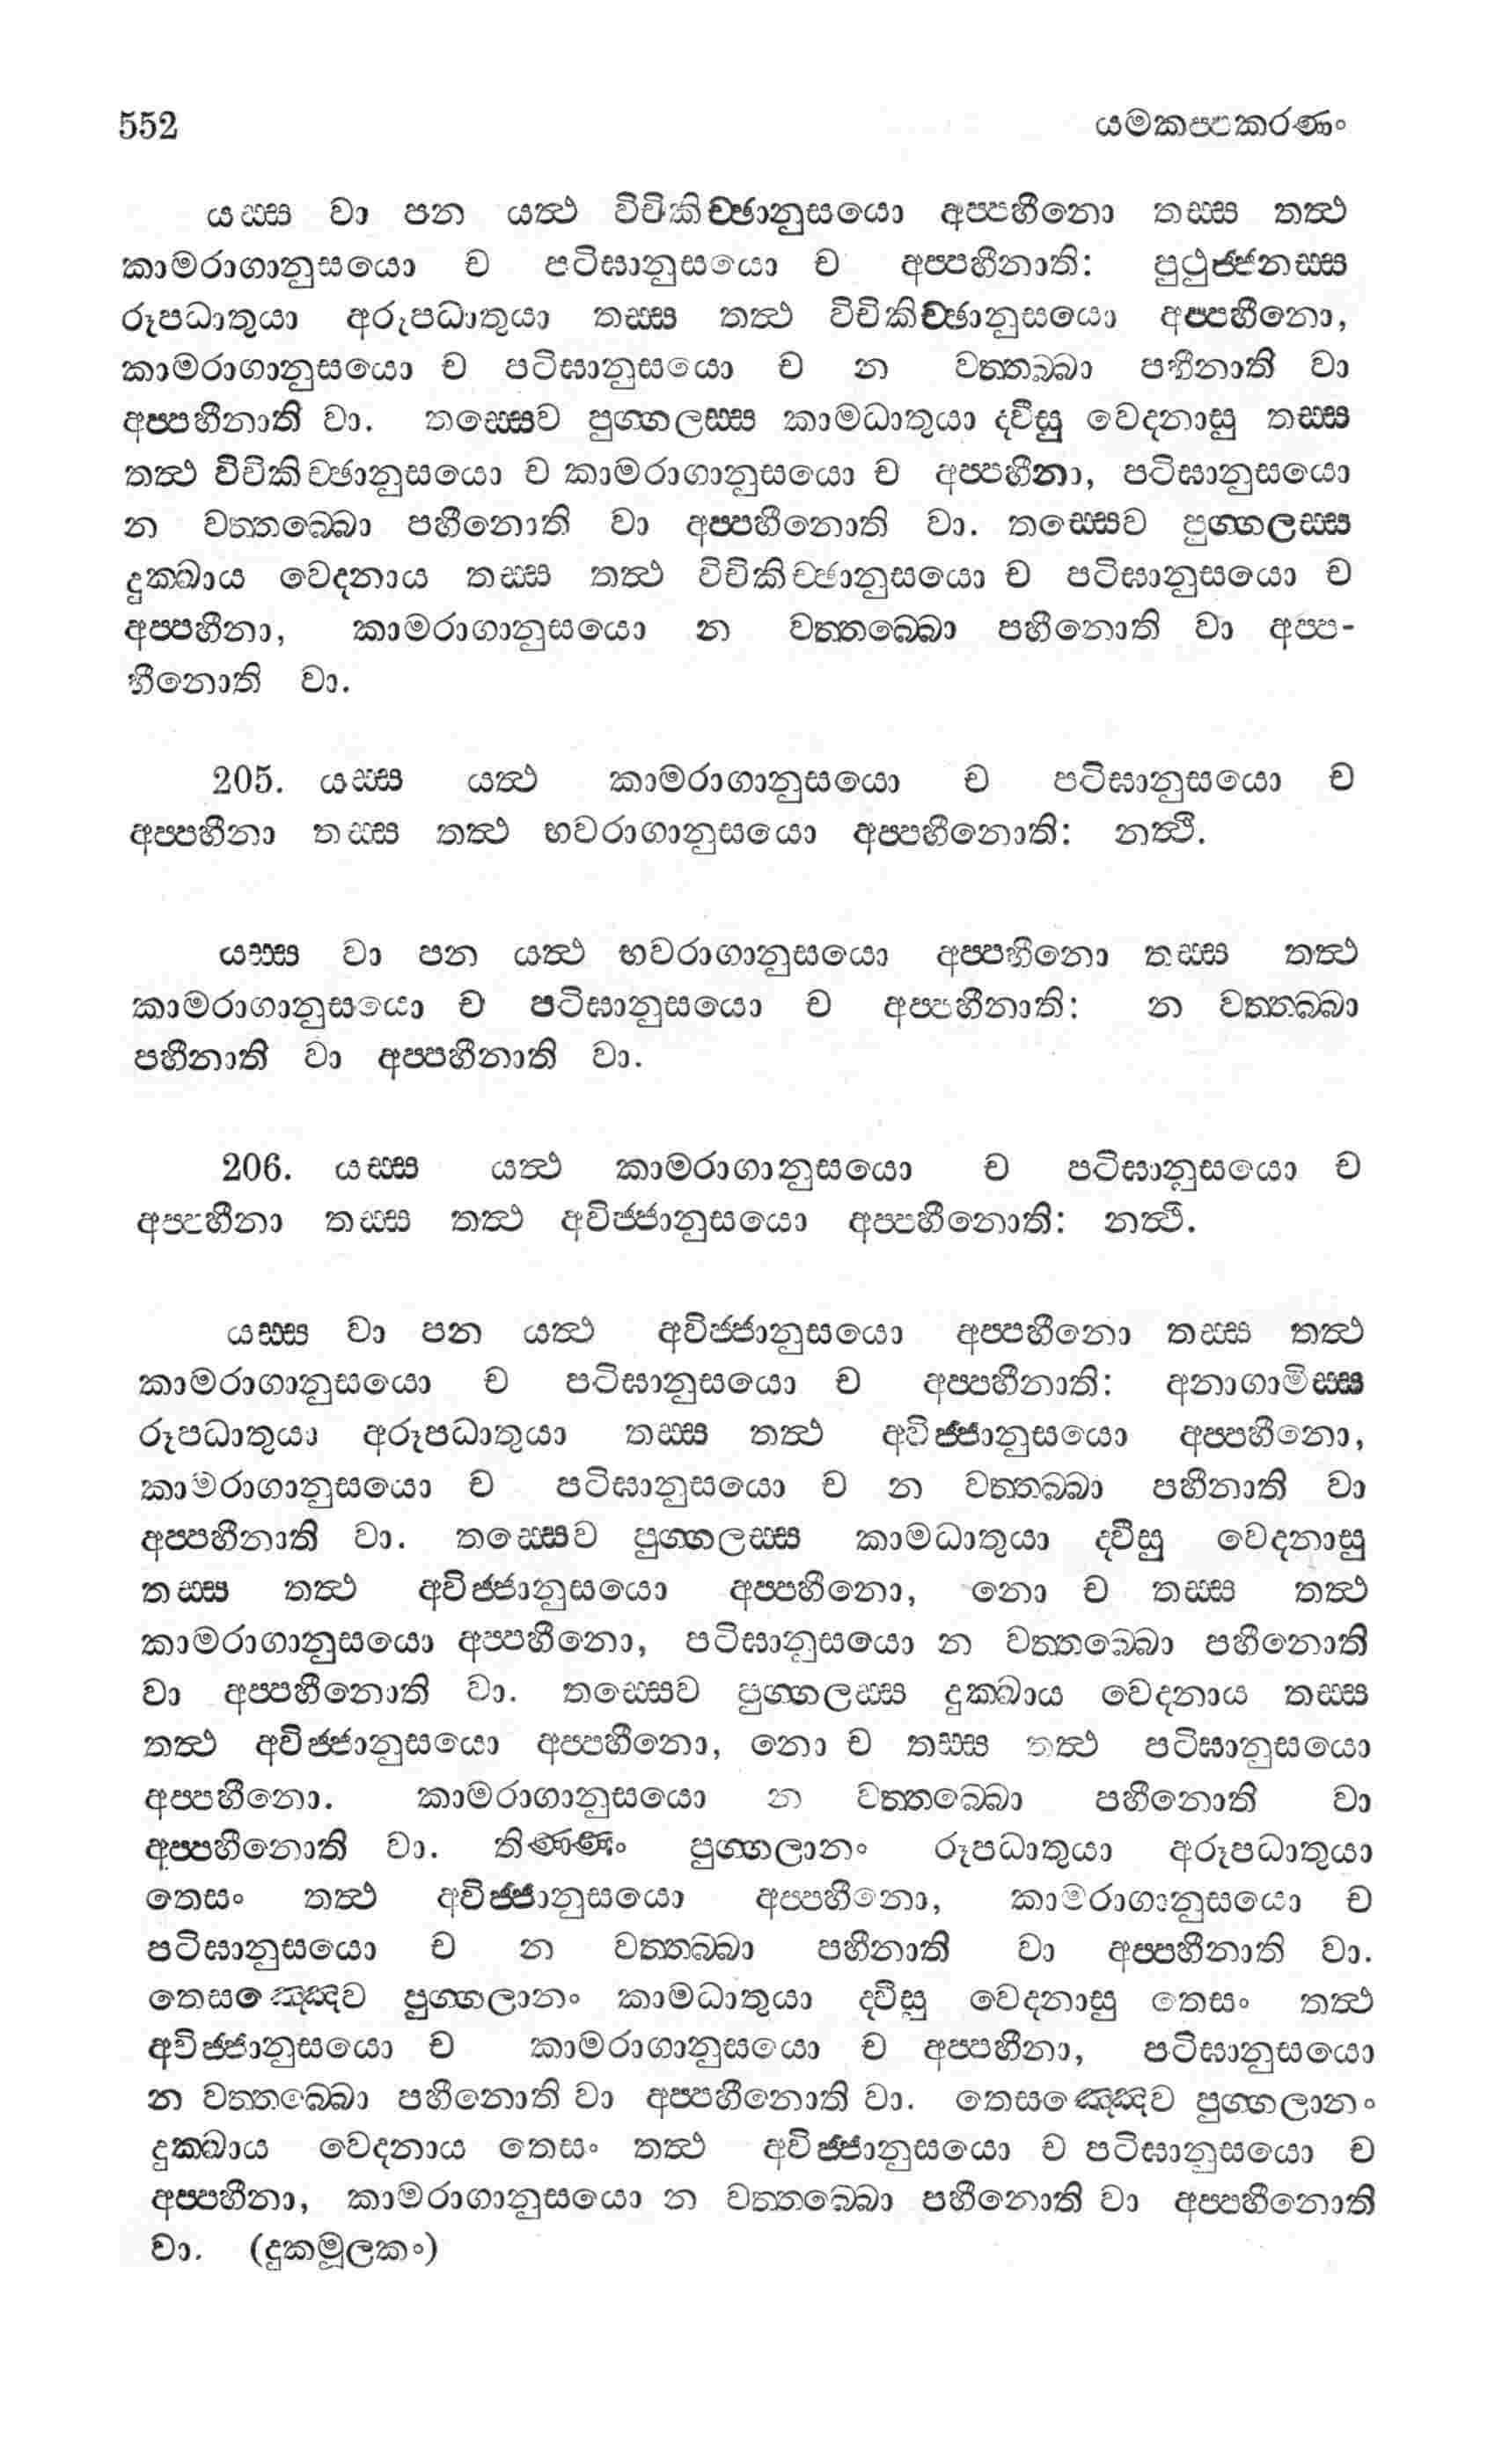 552 යමකප්පකරණං
යස්ස වා පන යත්ථ විචිකිච්ඡානුසයො අප්පහීනො තස්ස තත්ථ
කාමරාගානුසයො ච පටිඝානුසයො ච අප්පහීනාති: පුථුජ්ජනස්ස
රූපධාතුයා අරූපධාතුයා තස්ස තත්ථ විචිකිච්ඡානුසයො අප්පහීනො,
කාමරාගානුසයො ච පටිඝානුසයො ච න වත්තබ්බා පහීනාති වා
අප්පහීනාති වා. තස්සෙව පුග්ගලස්ස කාමධාතුයා ද්වීසු වෙදනාසු තස්ස
තත්ථ විචිකිච්ඡානුසයො ච කාමරාගානුසයො ච අප්පහීනා, පටිඝානුසයො
න වත්තබ්බො පහීනොති වා අප්පහීනොති වා. තස්සෙව පුග්ගලස්ස
දුක්ඛාය වෙදනාය තස්ස තත්ථ විචිකිච්ඡානුසයො ච පටිඝානුසයො ච
අප්පහීනා, කාමරාගානුසයො න වත්තබ්බො පහීනොති වා අප්ප-
හීනොති වා.
205. යස්ස යත්ථ කාමරාගානුසයො ච පටිඝානුසයො ච
අප්පහීනා තස්ස තත්ථ භවරාගානුසයො අප්පහීනොති: නත්ථි.
යස්ස වා පන යත්ථ භවරාගානුසයො අප්පහීනො තස්ස තත්ථ
කාමරාගානුසයො ච පටිඝානුසයො ච අප්පහීනාති: න වත්තබ්බා
පහීනාති වා අප්පහීනාති වා.
206. යස්ස යත්ථ කාමරාගානුසයො ච පටිඝානුසයො ච
අප්පහීනා තස්ස තත්ථ අවිජ්ජානුසයො අප්පහීනොති: නත්ථි.
යස්ස වා පන යත්ථ අවිජ්ජානුසයො අප්පහීනො තස්ස තත්ථ
කාමරාගානුසයො ච පටිඝානුසයො ච අප්පහීනාති: අනාගාමිස්ස
රූපධාතුයා අරූපධාතුයා තස්ස තත්ථ අවිජ්ජානුසයො අප්පහීනො,
කාමරාගානුසයො ච පටිඝානුසයො ච න වත්තබ්බා පහීනාති වා
අප්පහීනාති වා. තස්සෙව පුග්ගලස්ස කාමධාතුයා ද්වීසු වෙදනාසු
තස්ස තත්ථ අවිජ්ජානුසයො අප්පහීනො, නො ච තස්ස තත්ථ
කාමරාගානුසයො අප්පහීනො, පටිඝානුසයො න වත්තබ්බො පහීනොති
වා අප්පහීනොති වා. තස්සෙව පුග්ගලස්ස දුක්ඛාය වෙදනාය තස්ස
තත්ථ අවිජ්ජානුසයො අප්පහීනො, නො ච තස්ස තත්ථ පටිඝානුසයො
අප්පහීනො. කාමරාගානුසයො න වත්තබ්බො පහීනොති වා
අප්පහීනොති වා. තිණ්ණං පුග්ගලානං රූපධාතුයා අරූපධාතුයා
තෙසං තත්ථ අවිජ්ජානුසයො අප්පහීනො, කාමරාගානුසයො ච
පටිඝානුසයො ච න වත්තබ්බා පහීනාති වා අප්පහීනාති වා.
තෙසඤ්ඤෙව පුග්ගලානං කාමධාතුයා ද්වීසු වෙදනාසු තෙසං තත්ථ
අවිජ්ජානුසයො ච කාමරාගානුසයො ච අප්පහීනා, පටිඝානුසයො
න වත්තබ්බො පහීනොති වා අප්පහීනොති වා. තෙසඤ්ඤෙව පුග්ගලානං
දුක්ඛාය වෙදනාය තෙසං තත්ථ අවිජ්ජානුසයො ච පටිඝානුසයො ච
අප්පහීනා, කාමරාගානුසයො න වත්තබ්බො පහීනොති වා අප්පහීනොති
වා. (දුකමූලකං)